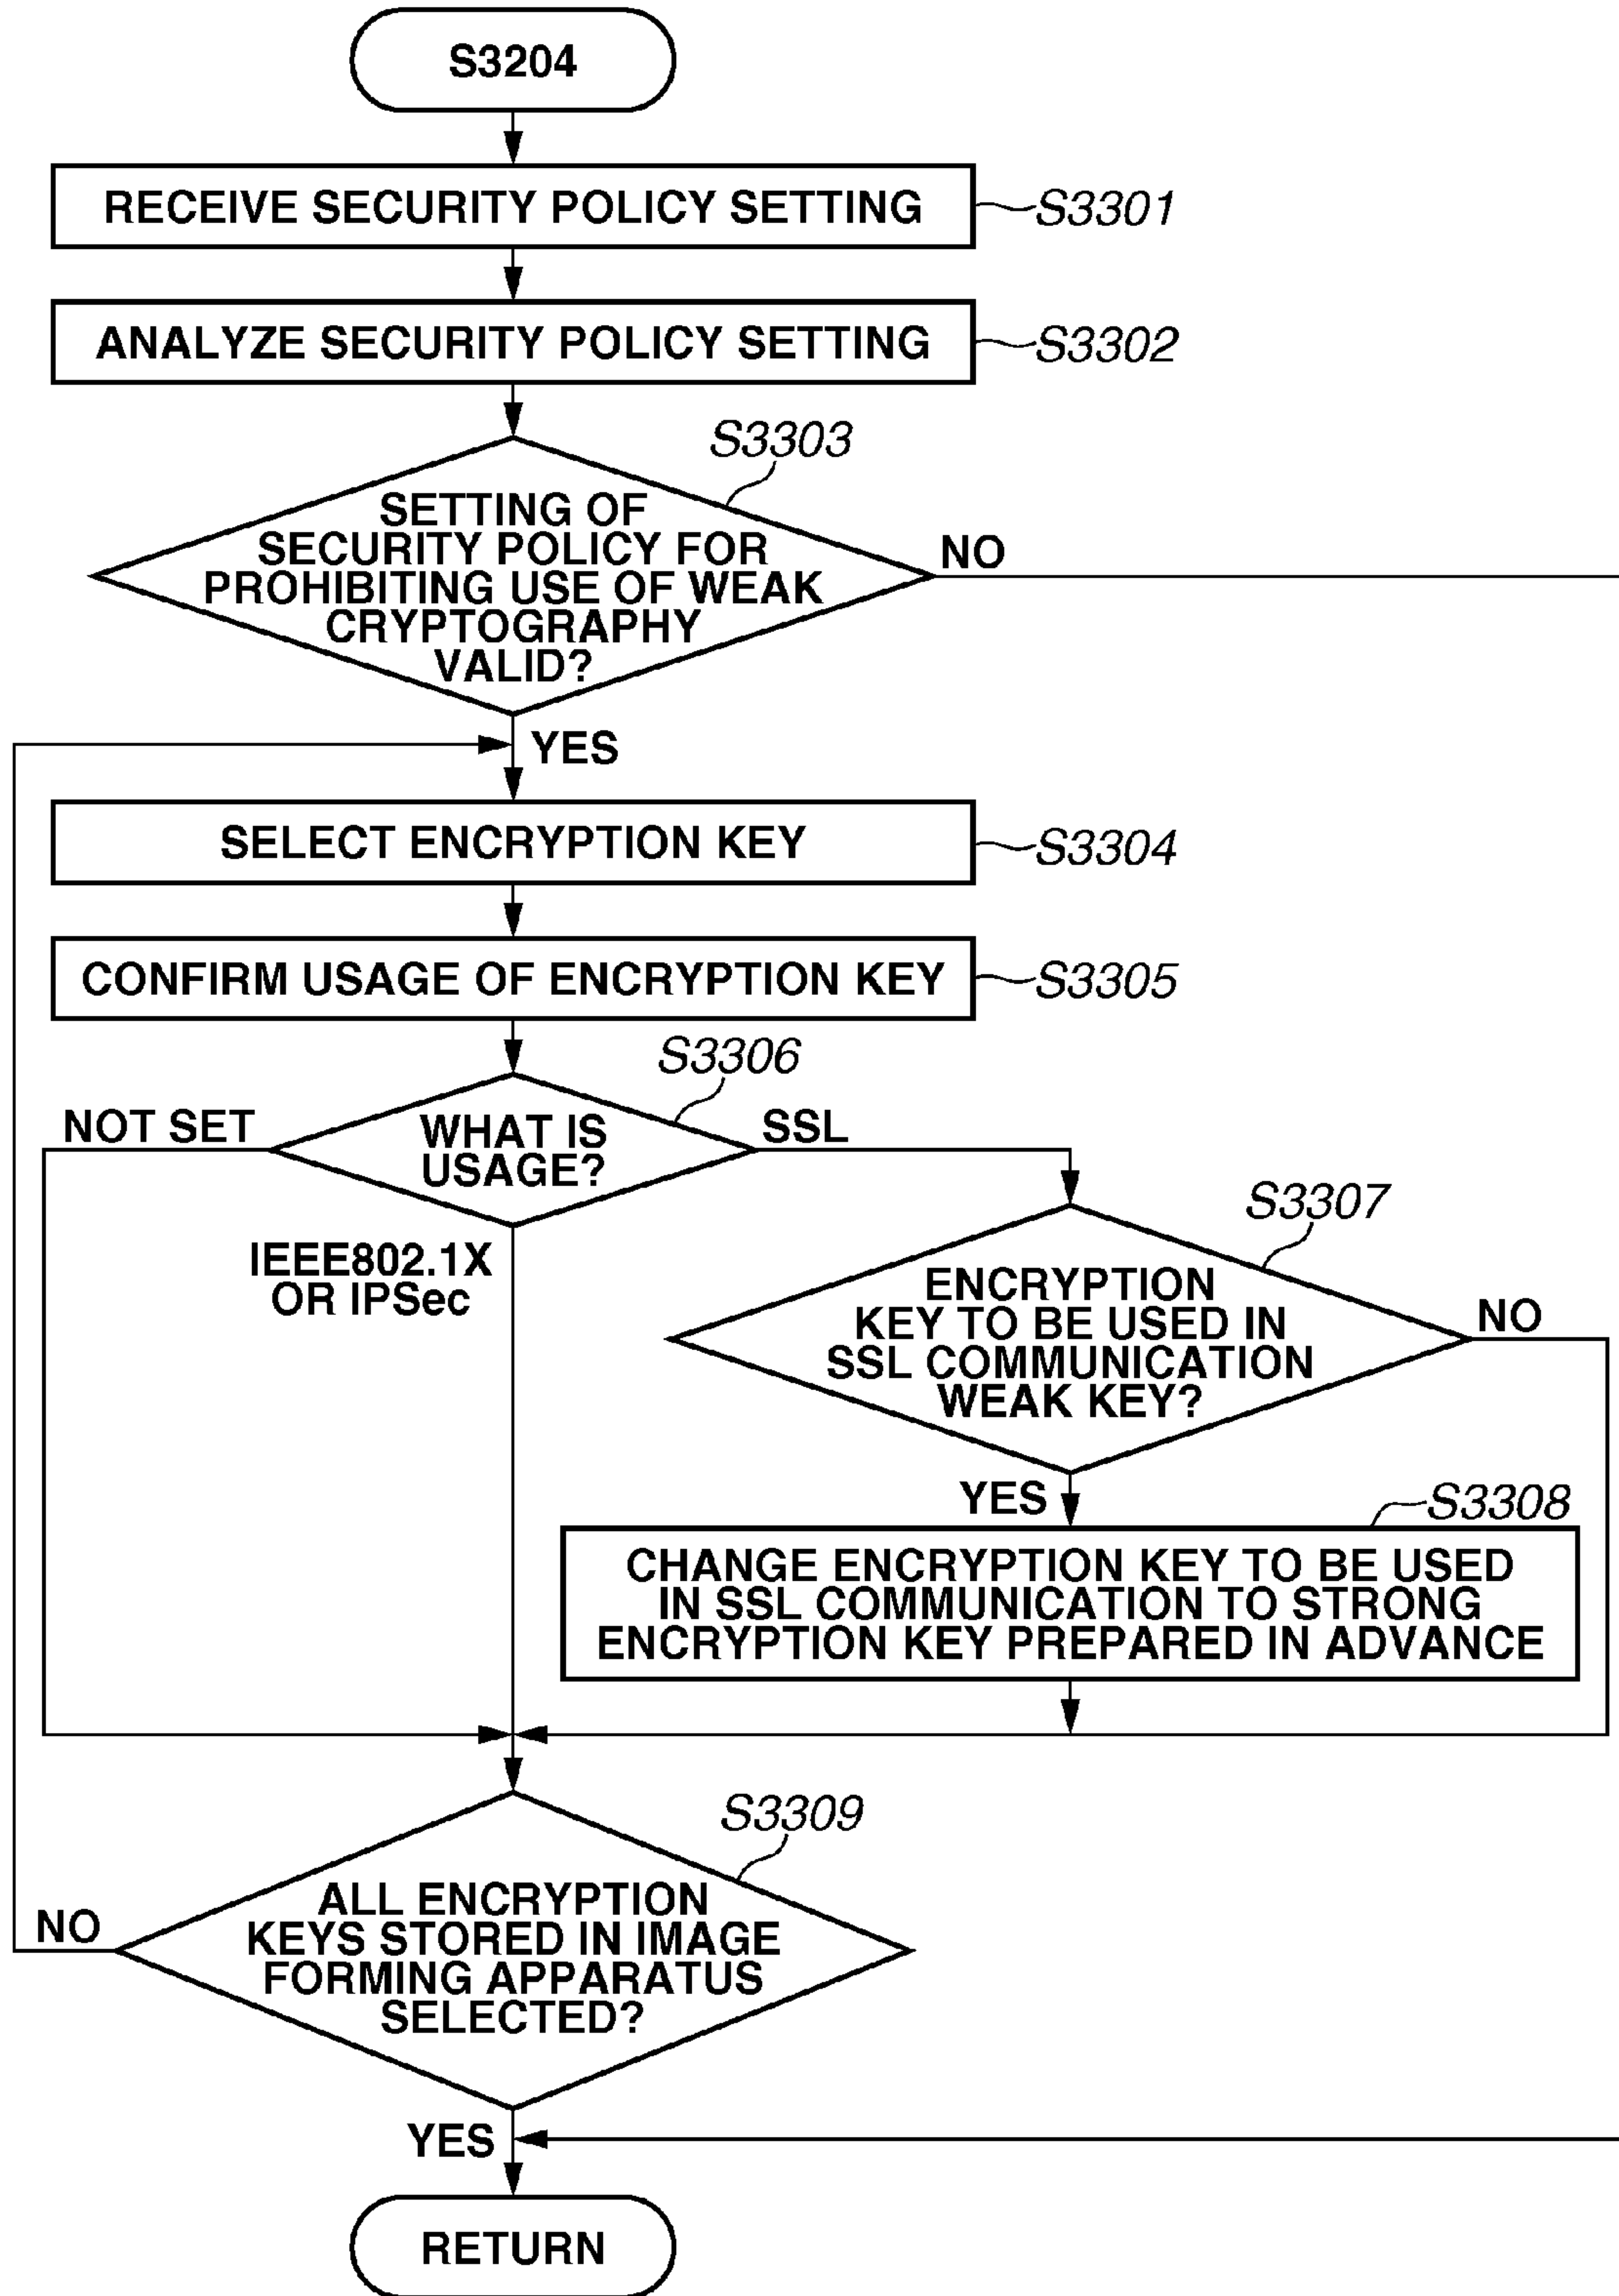 S3204
RECEIVE SECURITY POLICY SETTING
S3301
ANALYZE SECURITY POLICY SETTING
S3302
S3303
SETTING OF
SECURITY POLICY FOR
PROHIBITING USE OF WEAK
CRYPTOGRAPHY
VALID?
NO
YES
SELECT ENCRYPTION KEY
S3304
CONFIRM USAGE OF ENCRYPTION KEY
S3305
S3306
NOT SET
WHAT IS
USAGE?
SSL
IEEE802.1X
OR IPSec
S3307
ENCRYPTION
KEY TO BE USED IN
SSL COMMUNICATION
WEAK KEY?
NO
YES
S3308
CHANGE ENCRYPTION KEY TO BE USED
IN SSL COMMUNICATION TO STRONG
ENCRYPTION KEY PREPARED IN ADVANCE
S3309
ALL ENCRYPTION
KEYS STORED IN IMAGE
FORMING APPARATUS
SELECTED?
NO
YES
RETURN